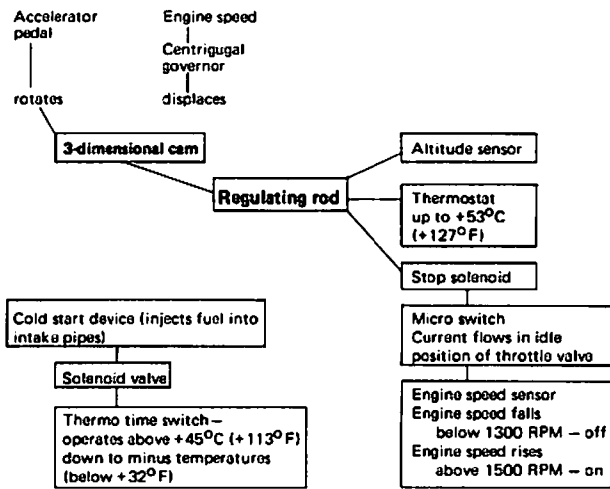 Accelerator
pedal
rotates
Engine speed
Centrigugal
governor
displaces
3-dimensional cam
Regulating rod
Altitude sensor
Thermostat
up to +53°C
(+127°F)
Stop solenoid
Micro switch
Current flows in idle
position of throttle valve
Engine speed sensor
Engine speed falls
below 1300 RPM – off
Engine speed rises
above 1500 RPM – on
Cold start device (injects fuel into
intake pipes)
Solenoid valve
Thermo time switch –
operates above +45°C (+113°F)
down to minus temperatures
(below +32°F)